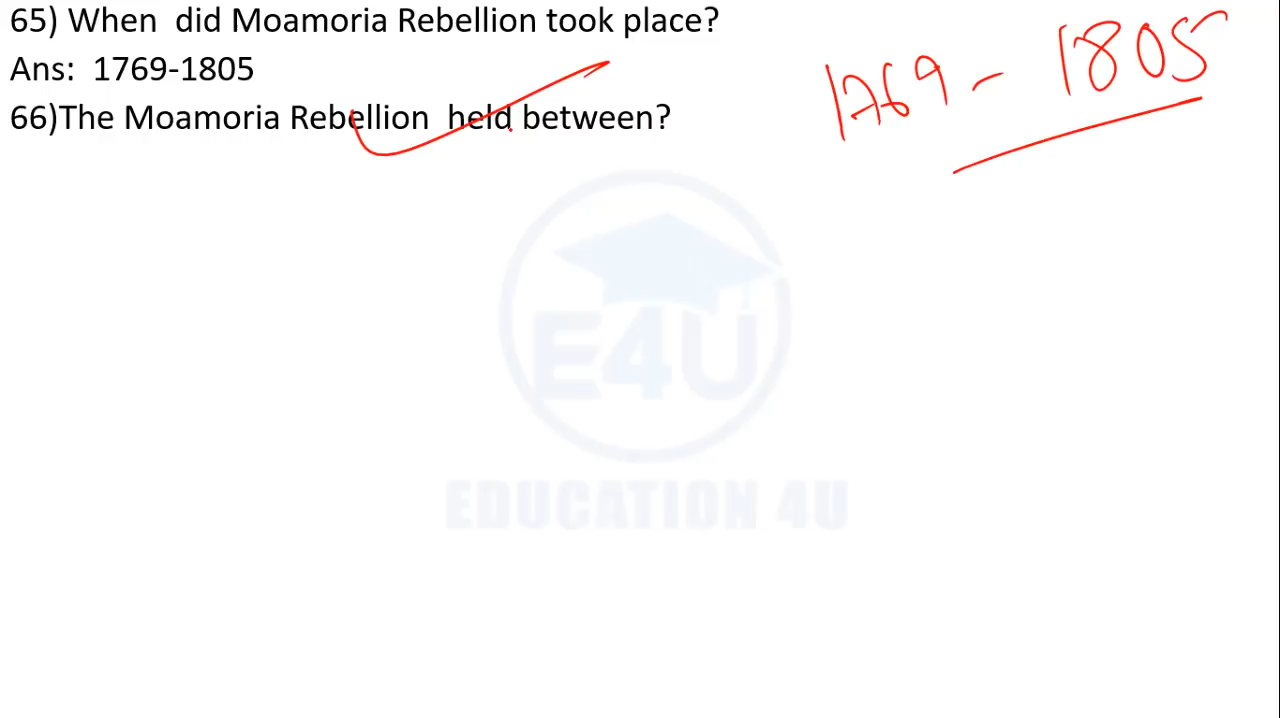 65) When did Moamoria Rebellion took place?
Ans: 1769-1805
1769 - 1805
66)The Moamoria Rebellion held between?
E4U
EDUCATION 4U